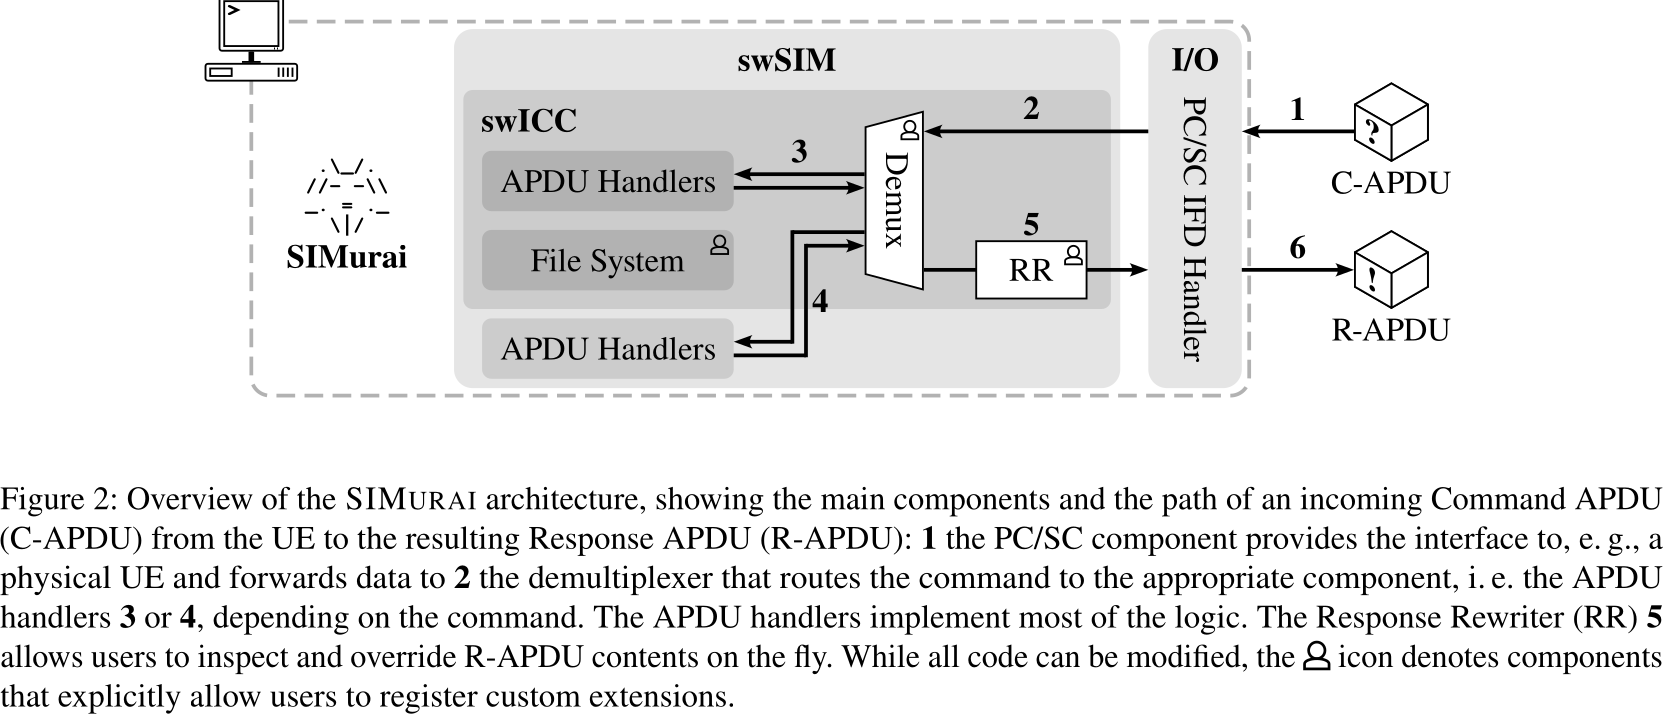 >_
swSIM
I/O
swICC
2
1
?
3
Demux
PC/SC IFD Handler
APDU Handlers
C-APDU
5
SIMurai
File System
RR
6
!
4
R-APDU
APDU Handlers
Figure 2: Overview of the SIMURAI architecture, showing the main components and the path of an incoming Command APDU
(C-APDU) from the UE to the resulting Response APDU (R-APDU): 1 the PC/SC component provides the interface to, e. g., a
physical UE and forwards data to 2 the demultiplexer that routes the command to the appropriate component, i. e. the APDU
handlers 3 or 4, depending on the command. The APDU handlers implement most of the logic. The Response Rewriter (RR) 5
allows users to inspect and override R-APDU contents on the fly. While all code can be modified, the icon denotes components
that explicitly allow users to register custom extensions.